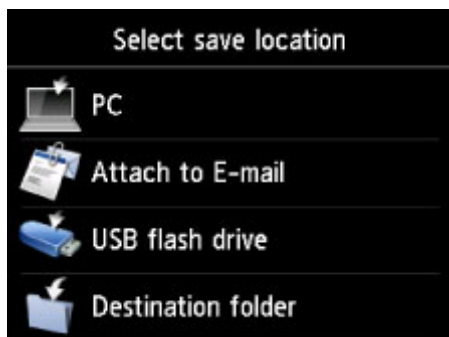 Select save location
PC
Attach to E-mail
USB flash drive
Destination folder